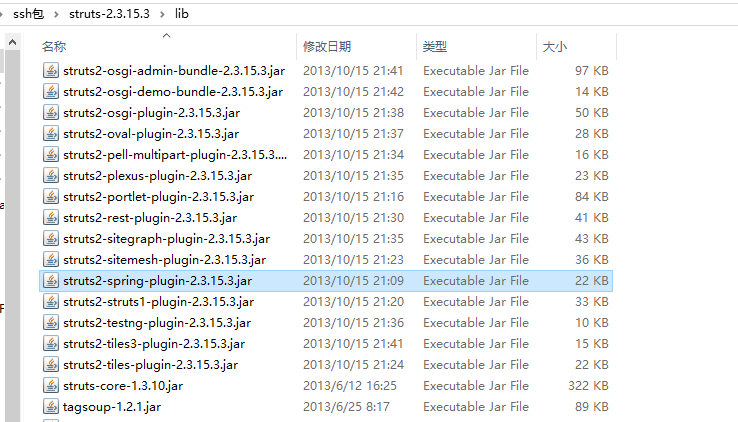 ssh包 > struts-2.3.15.3 > lib
名称 修改日期 类型 大小
struts2-osgi-admin-bundle-2.3.15.3.jar 2013/10/15 21:41 Executable Jar File 97 KB
struts2-osgi-demo-bundle-2.3.15.3.jar 2013/10/15 21:42 Executable Jar File 14 KB
struts2-osgi-plugin-2.3.15.3.jar 2013/10/15 21:38 Executable Jar File 50 KB
struts2-oval-plugin-2.3.15.3.jar 2013/10/15 21:37 Executable Jar File 28 KB
struts2-pell-multipart-plugin-2.3.15.3.... 2013/10/15 21:34 Executable Jar File 16 KB
struts2-plexus-plugin-2.3.15.3.jar 2013/10/15 21:35 Executable Jar File 23 KB
struts2-portlet-plugin-2.3.15.3.jar 2013/10/15 21:16 Executable Jar File 84 KB
struts2-rest-plugin-2.3.15.3.jar 2013/10/15 21:30 Executable Jar File 41 KB
struts2-sitegraph-plugin-2.3.15.3.jar 2013/10/15 21:35 Executable Jar File 43 KB
struts2-sitemesh-plugin-2.3.15.3.jar 2013/10/15 21:23 Executable Jar File 36 KB
struts2-spring-plugin-2.3.15.3.jar 2013/10/15 21:09 Executable Jar File 22 KB
struts2-struts1-plugin-2.3.15.3.jar 2013/10/15 21:20 Executable Jar File 33 KB
struts2-testng-plugin-2.3.15.3.jar 2013/10/15 21:36 Executable Jar File 10 KB
struts2-tiles3-plugin-2.3.15.3.jar 2013/10/15 21:41 Executable Jar File 15 KB
struts2-tiles-plugin-2.3.15.3.jar 2013/10/15 21:24 Executable Jar File 22 KB
struts-core-1.3.10.jar 2013/6/12 16:25 Executable Jar File 322 KB
tagsoup-1.2.1.jar 2013/6/25 8:17 Executable Jar File 89 KB